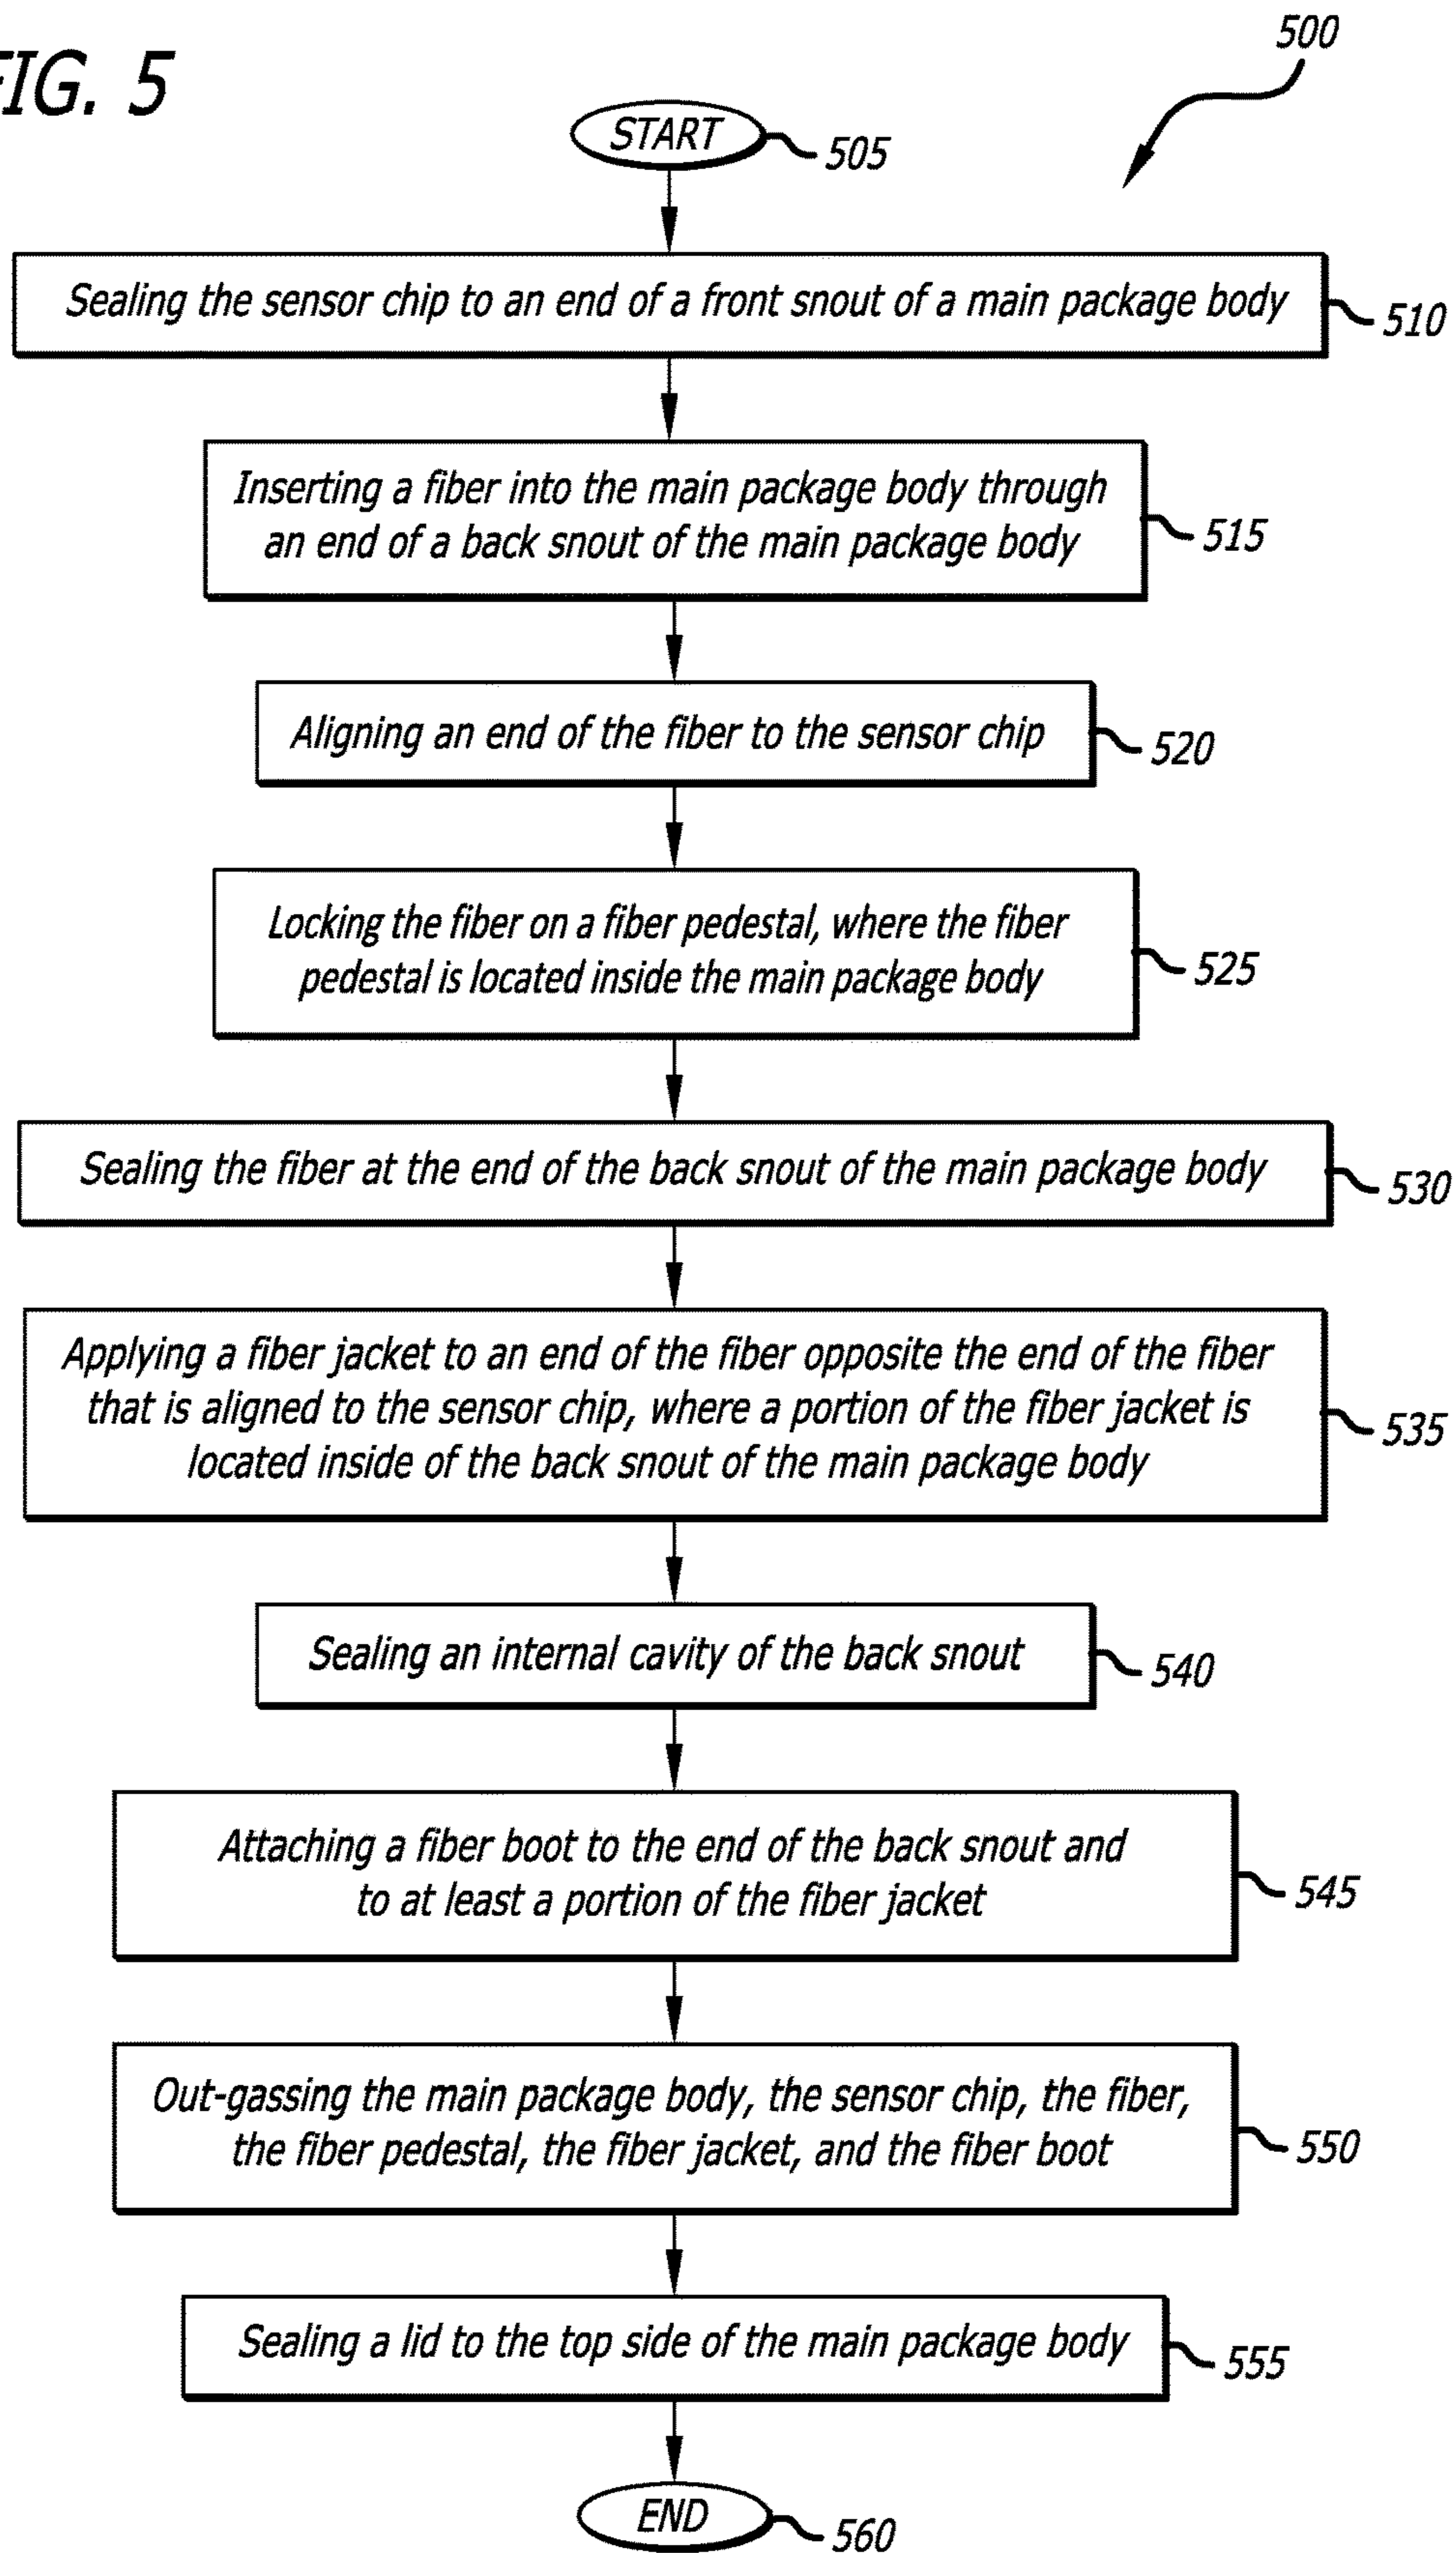 FIG. 5
500
START
505
Sealing the sensor chip to an end of a front snout of a main package body
510
Inserting a fiber into the main package body through
an end of a back snout of the main package body
515
Aligning an end of the fiber to the sensor chip
520
Locking the fiber on a fiber pedestal, where the fiber
pedestal is located inside the main package body
525
Sealing the fiber at the end of the back snout of the main package body
530
Applying a fiber jacket to an end of the fiber opposite the end of the fiber
that is aligned to the sensor chip, where a portion of the fiber jacket is
located inside of the back snout of the main package body
535
Sealing an internal cavity of the back snout
540
Attaching a fiber boot to the end of the back snout and
to at least a portion of the fiber jacket
545
Out-gassing the main package body, the sensor chip, the fiber,
the fiber pedestal, the fiber jacket, and the fiber boot
550
Sealing a lid to the top side of the main package body
555
END
560